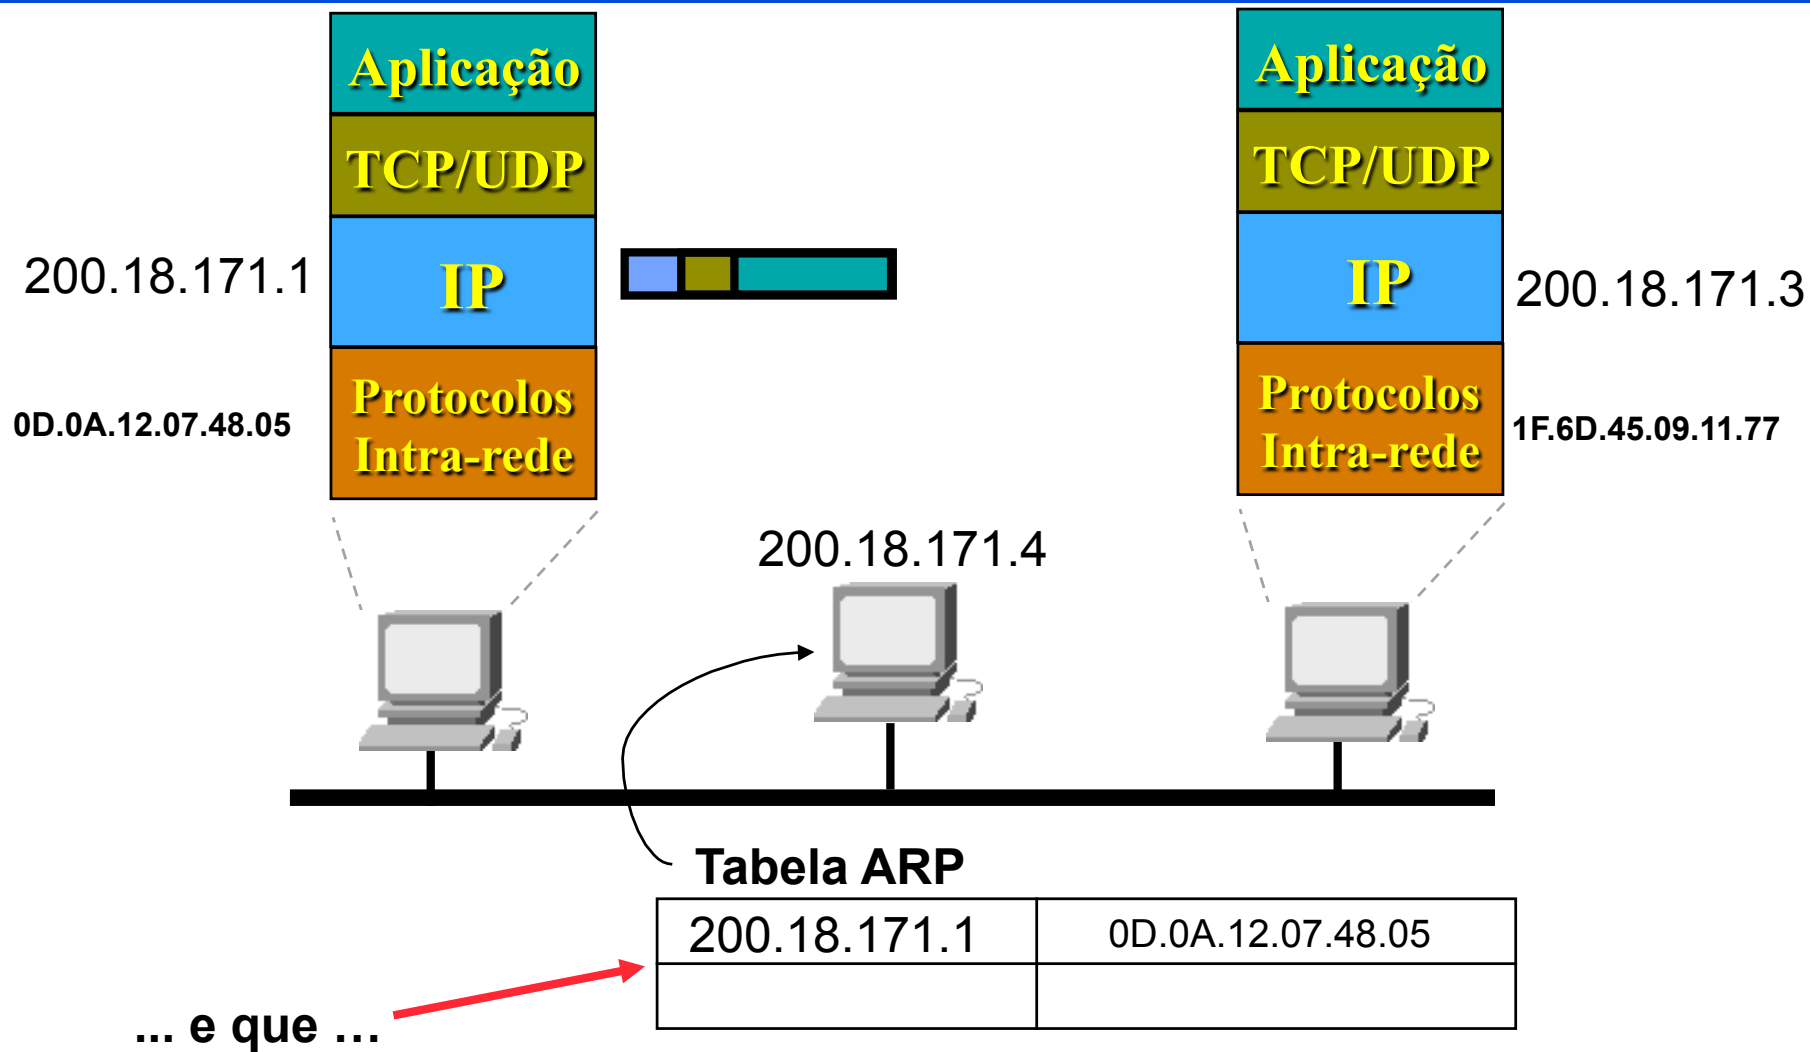 Aplicação
TCP/UDP
200.18.171.1
IP
0D.0A.12.07.48.05
Protocolos
Intra-rede
Aplicação
TCP/UDP
IP
200.18.171.3
Protocolos
Intra-rede
1F.6D.45.09.11.77
200.18.171.4
Tabela ARP
200.18.171.1 0D.0A.12.07.48.05
... e que …